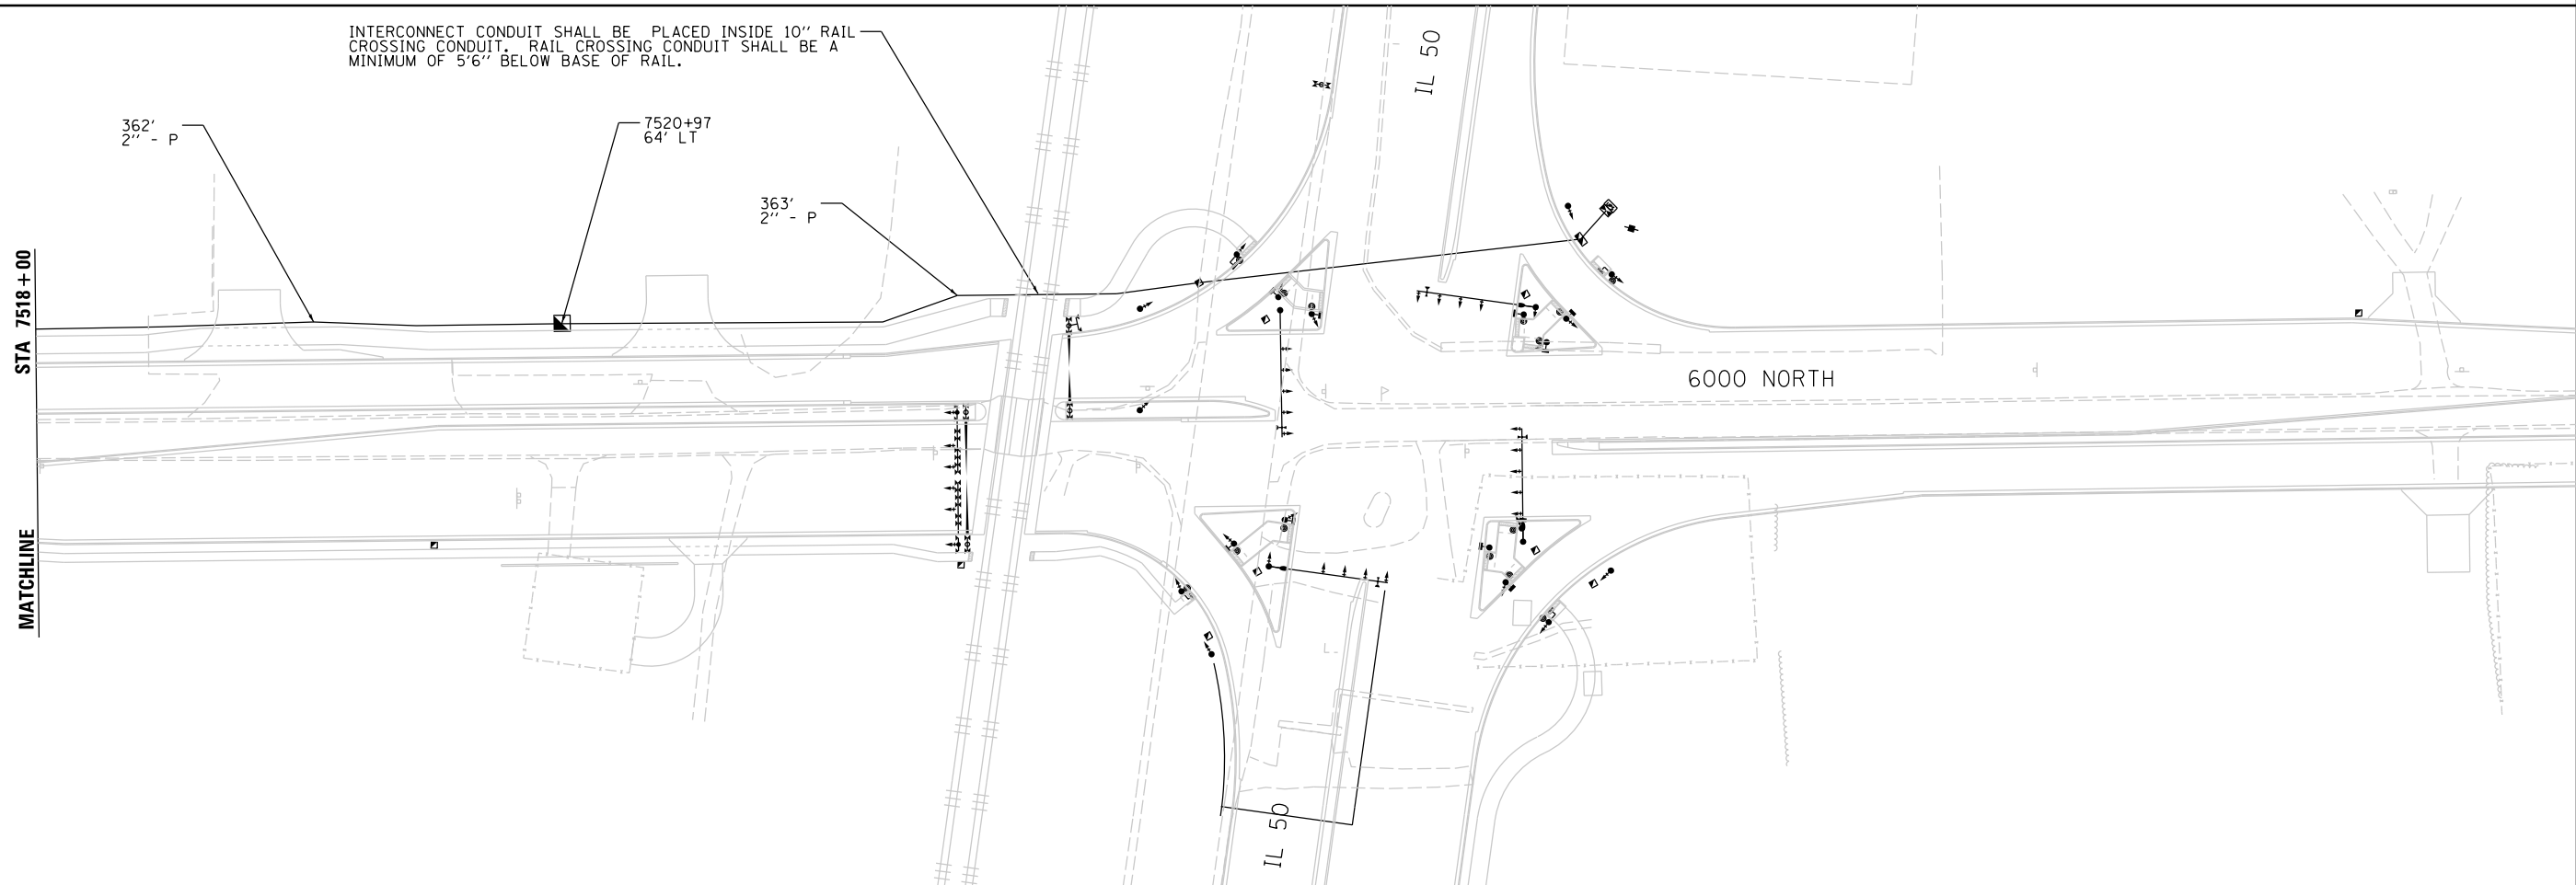 INTERCONNECT CONDUIT SHALL BE PLACED INSIDE 10" RAIL
CROSSING CONDUIT. RAIL CROSSING CONDUIT SHALL BE A
MINIMUM OF 5'6" BELOW BASE OF RAIL.
IL 50
362'
2" - P
7520+97
64' LT
363'
2" - P
STA 7518+00
MATCHLINE
6000 NORTH
IL 50